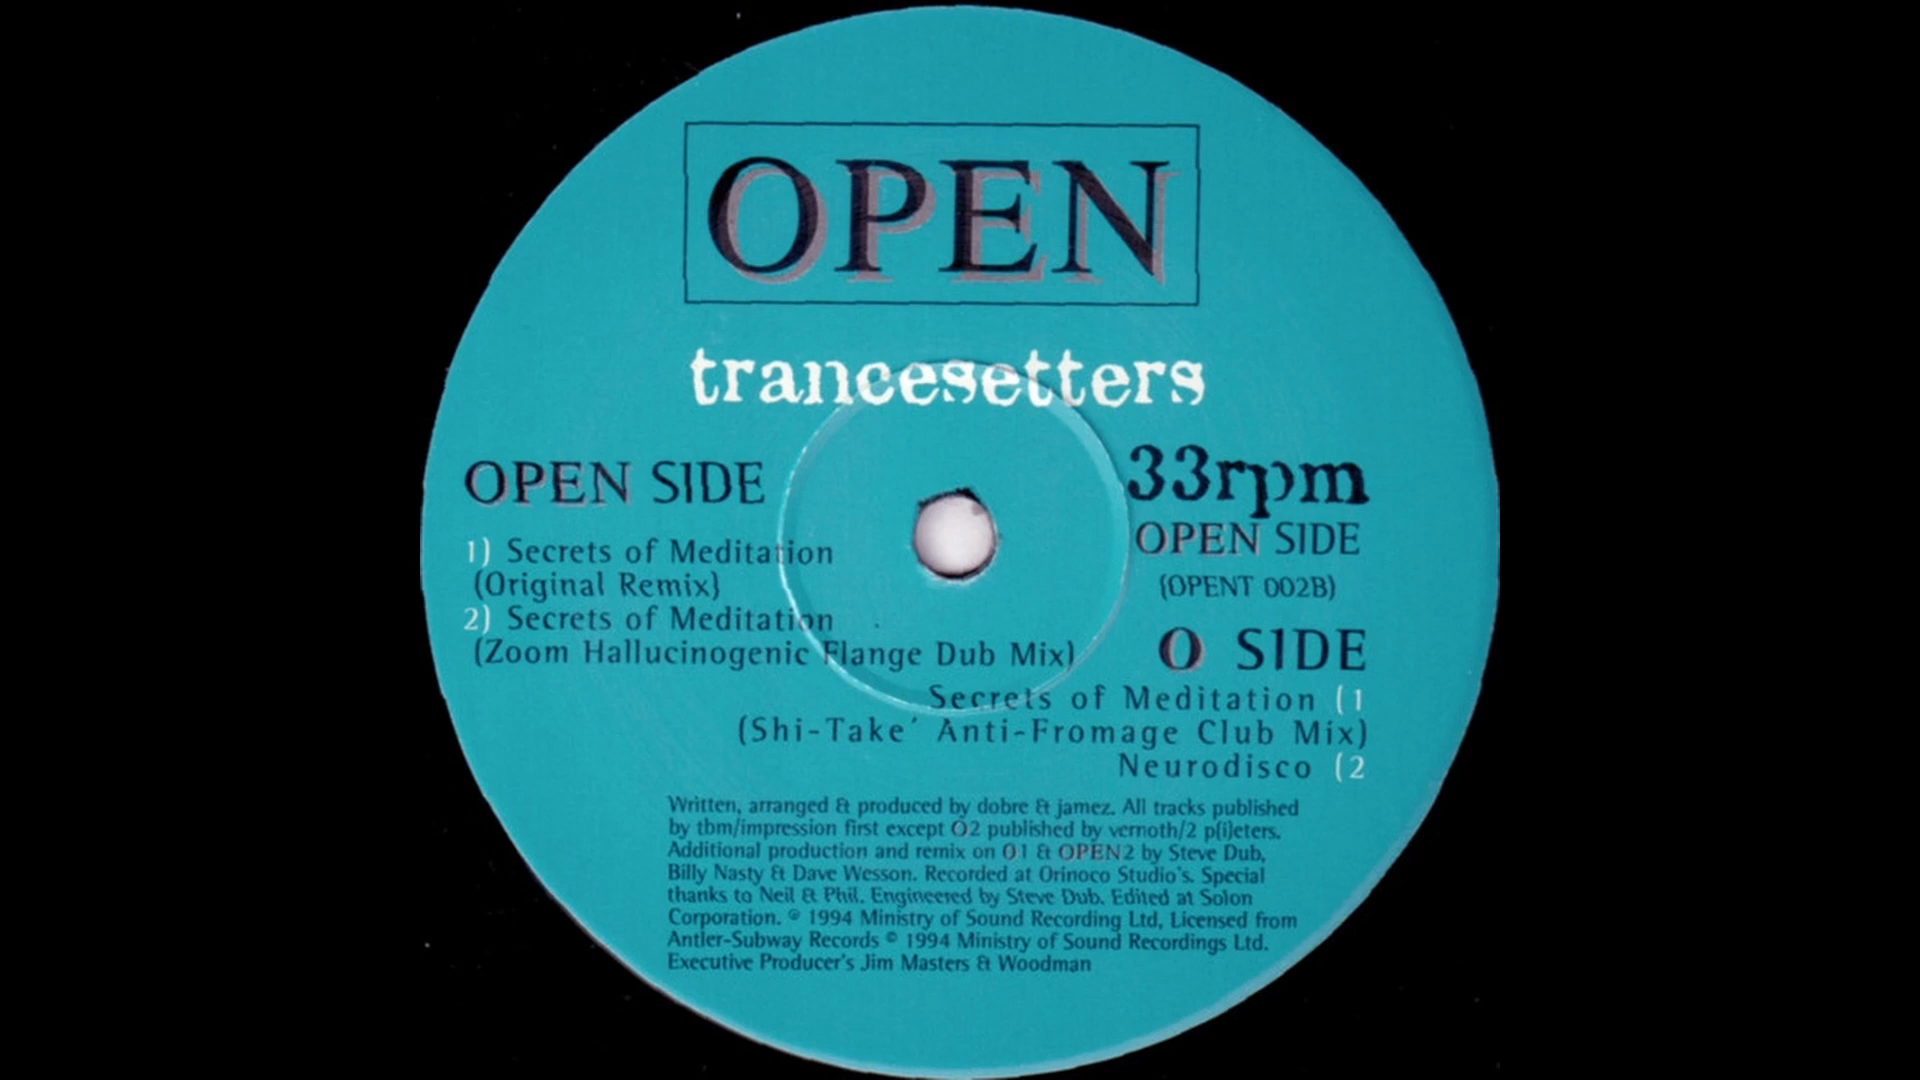 OPEN
trancesetters
OPEN SIDE
1) Secrets of Meditation
(Original Remix)
2) Secrets of Meditation
(Zoom Hallucinogenic Flange Dub Mix)
33rpm
OPEN SIDE
(OPENT 002B)
O SIDE
Secrets of Meditation (1
(Shi-Take' Anti-Fromage Club Mix)
Neurodisco (2
Written, arranged & produced by dobre & jamez. All tracks published
by tbm/impression first except O2 published by vernoth/2 p(i)eters.
Additional production and remix on O1 & OPEN2 by Steve Dub,
Billy Nasty & Dave Wesson. Recorded at Orinoco Studio's. Special
thanks to Neil & Phil. Engineered by Steve Dub. Edited at Solon
Corporation. ℗ 1994 Ministry of Sound Recording Ltd, Licensed from
Antler-Subway Records © 1994 Ministry of Sound Recordings Ltd.
Executive Producer's Jim Masters & Woodman